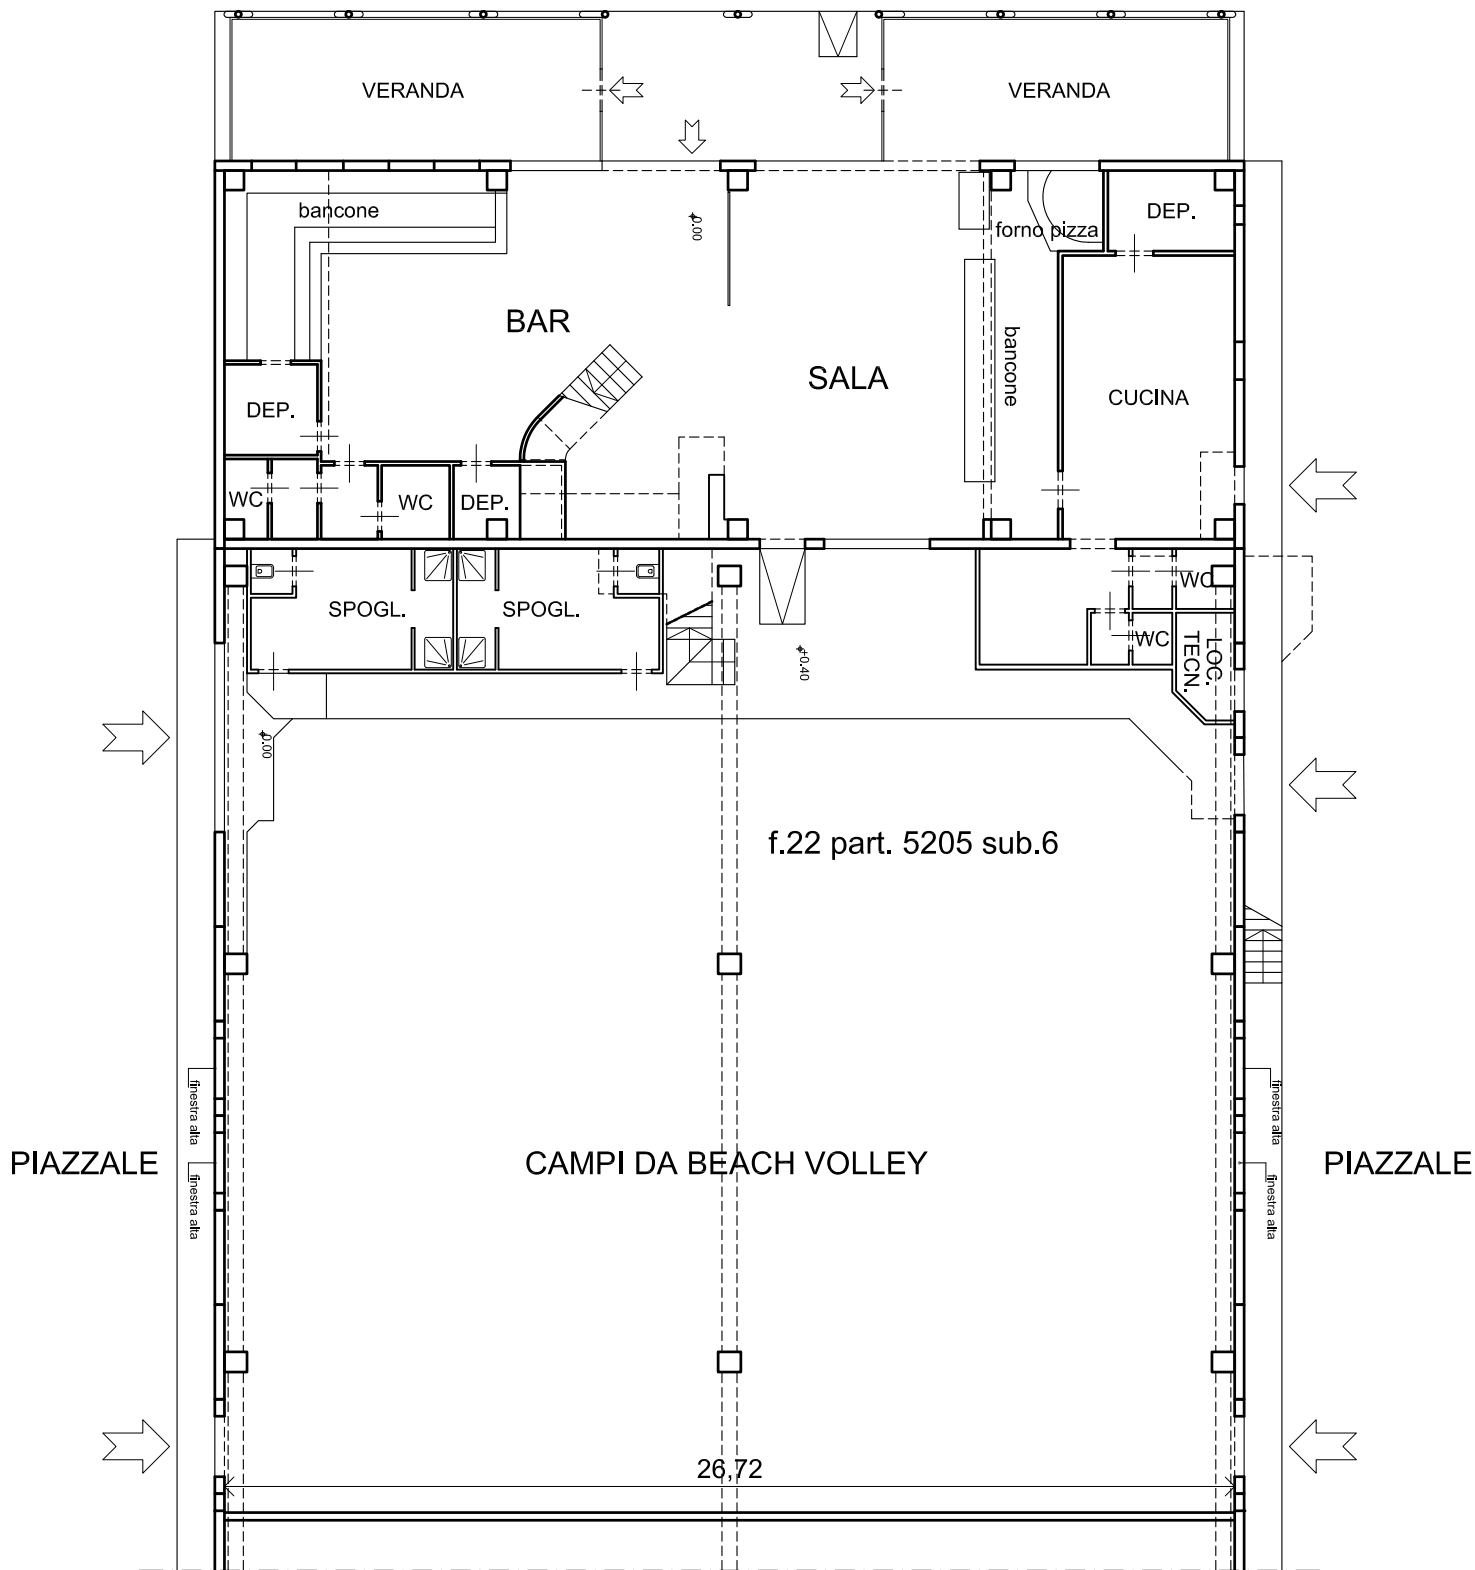 VERANDA
VERANDA
bancone
DEP.
+0.00
forno pizza
BAR
bancone
SALA
CUCINA
DEP.
WC
WC
DEP.
SPOGL.
SPOGL.
WC
WC
LOC.
TECN.
+0.40
+0.00
f.22 part. 5205 sub.6
finestra alta
finestra alta
PIAZZALE
CAMPI DA BEACH VOLLEY
PIAZZALE
finestra alta
finestra alta
26,72